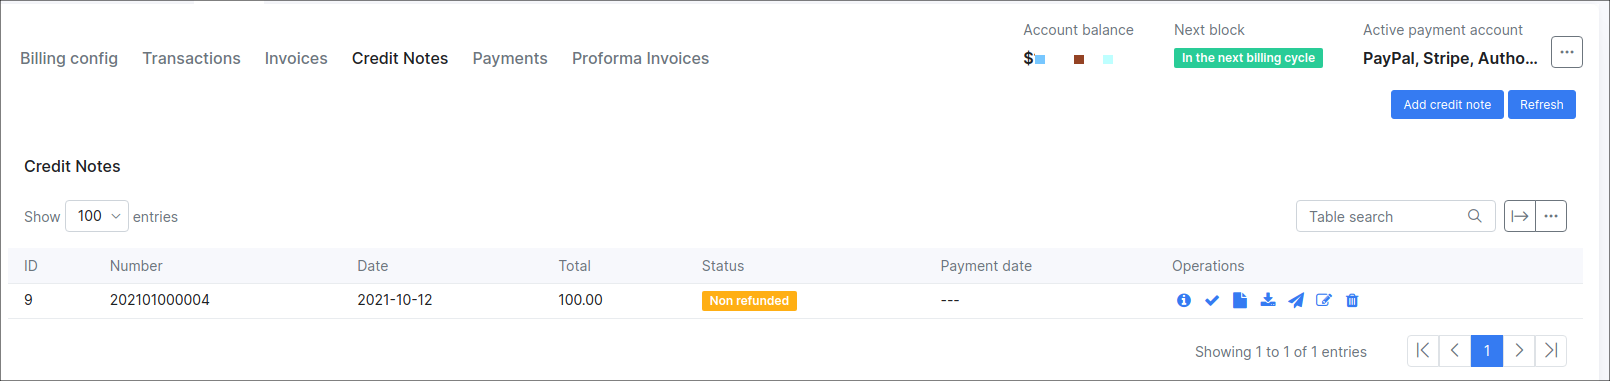 Account balance Next block Active payment account
Billing config Transactions Invoices Credit Notes Payments Proforma Invoices $ In the next billing cycle PayPal, Stripe, Autho...
Add credit note Refresh
Credit Notes
Show 100 entries Table search
ID Number Date Total Status Payment date Operations
9 202101000004 2021-10-12 100.00 Non refunded ---
Showing 1 to 1 of 1 entries 1